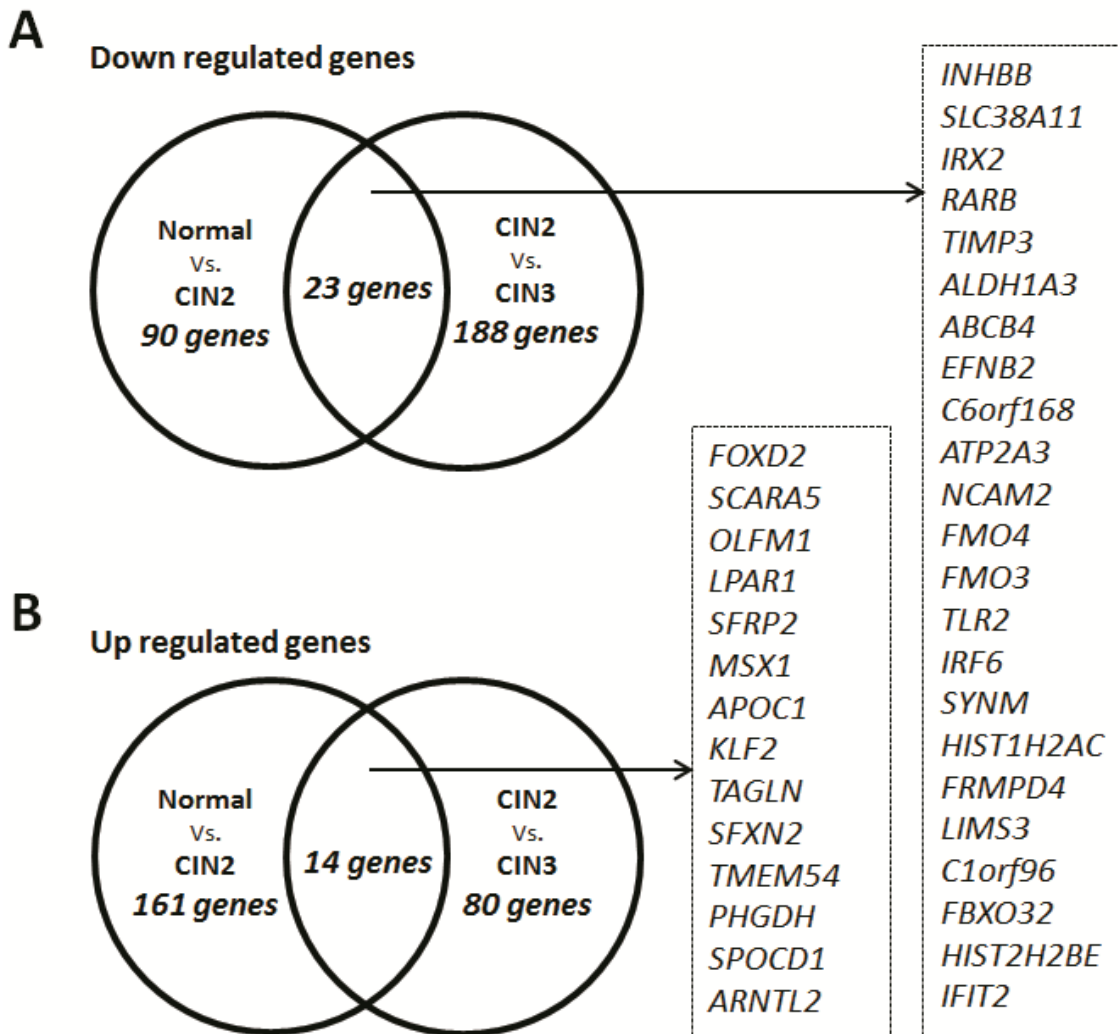 A
Down regulated genes
Normal
Vs.
CIN2
90 genes
23 genes
CIN2
Vs.
CIN3
188 genes
INHBB
SLC38A11
IRX2
RARB
TIMP3
ALDH1A3
ABCB4
EFNB2
C6orf168
ATP2A3
NCAM2
FMO4
FMO3
TLR2
IRF6
SYNM
HIST1H2AC
FRMPD4
LIMS3
C1orf96
FBXO32
HIST2H2BE
IFIT2
B
Up regulated genes
Normal
Vs.
CIN2
161 genes
14 genes
CIN2
Vs.
CIN3
80 genes
FOXD2
SCARA5
OLFM1
LPAR1
SFRP2
MSX1
APOC1
KLF2
TAGLN
SFXN2
TMEM54
PHGDH
SPOCD1
ARNTL2